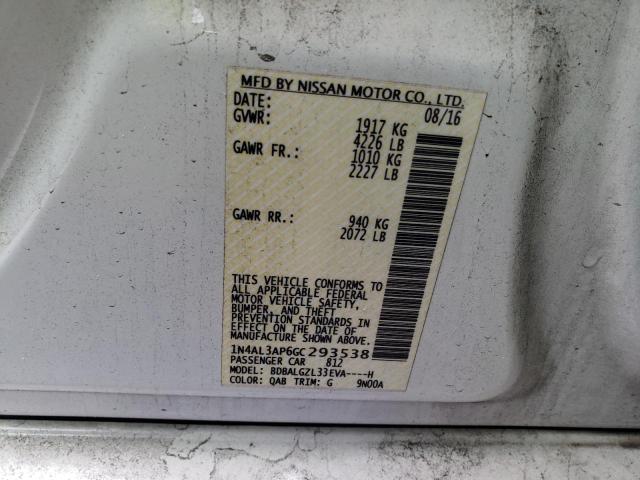 MFD BY NISSAN MOTOR CO., LTD.
DATE: 08/16
GVWR: 1917 KG
4226 LB
GAWR FR.: 1010 KG
2227 LB
GAWR RR.: 940 KG
2072 LB
THIS VEHICLE CONFORMS TO
ALL APPLICABLE FEDERAL
MOTOR VEHICLE SAFETY,
BUMPER, AND THEFT
PREVENTION STANDARDS IN
EFFECT ON THE DATE OF
MANUFACTURE SHOWN ABOVE.
1N4AL3AP6GC293538
PASSENGER CAR 812
MODEL: BDBALGZL33EVA----H
COLOR: QAB TRIM: G 9N00A